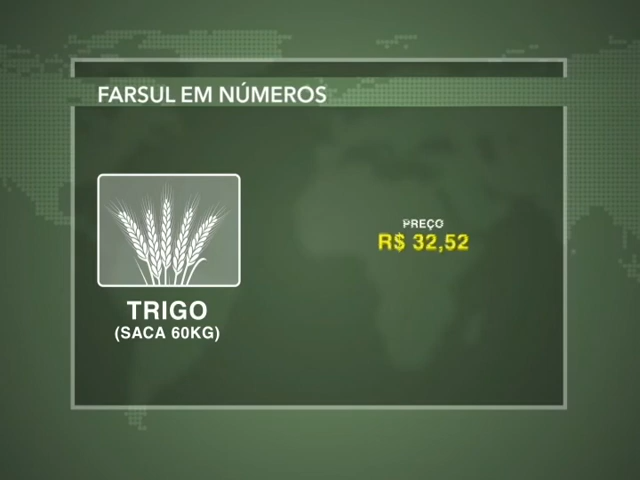 FARSUL EM NÚMEROS
PREÇO
R$ 32,52
TRIGO
(SACA 60KG)